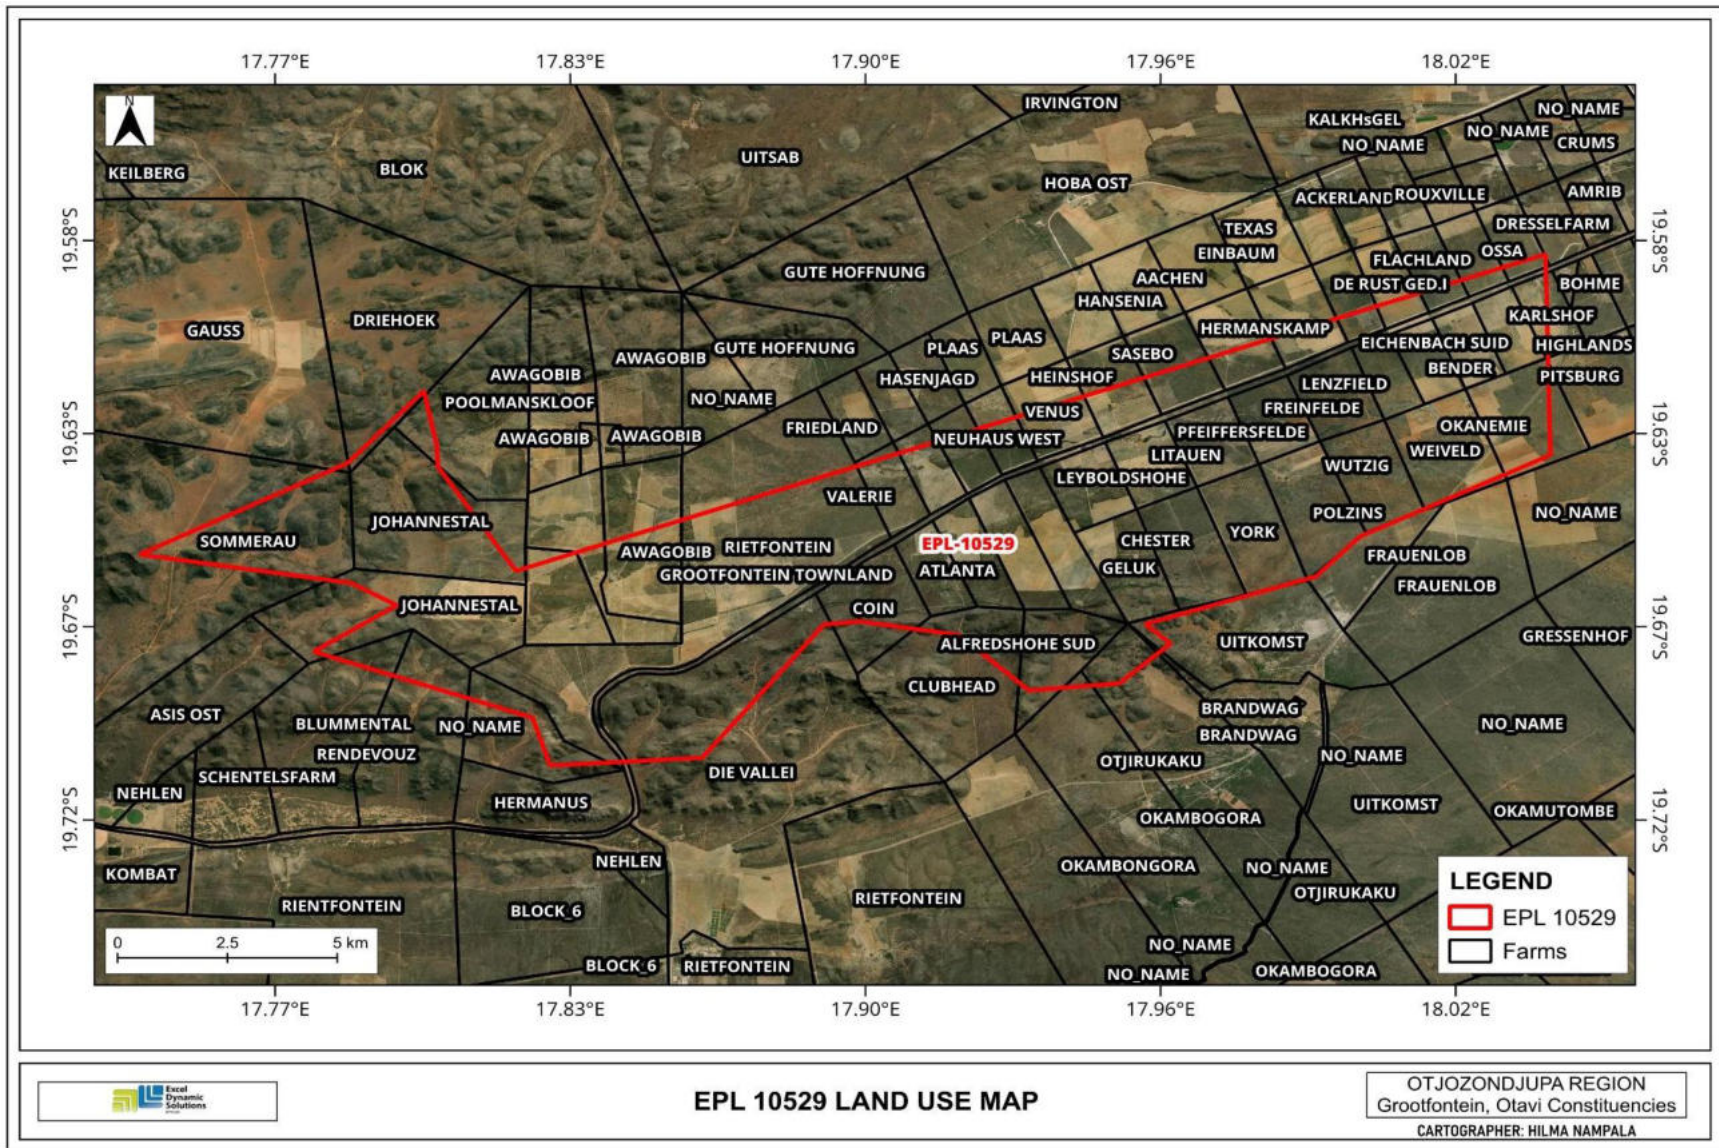 17.77°E
17.83°E
17.90°E
17.96°E
18.02°E
N
IRVINGTON
NO_NAME
KALKHsGEL
NO_NAME
NO_NAME
CRUMS
KEILBERG
BLOK
UITSAB
HOBA OST
ACKERLAND
ROUXVILLE
AMRIB
DRESSELFARM
TEXAS
EINBAUM
OSSA
FLACHLAND
19.58°S
19.58°S
GUTE HOFFNUNG
AACHEN
DE RUST GED.I
BOHME
HANSENIA
KARLSHOF
GAUSS
DRIEHOEK
HERMANSKAMP
PLAAS
PLAAS
GUTE HOFFNUNG
EICHENBACH SUID
HIGHLANDS
AWAGOBIB
SASEBO
AWAGOBIB
HASENJAGD
HEINSHOF
LENZFIELD
BENDER
PITSBURG
POOLMANSKLOOF
NO_NAME
VENUS
FREINFELDE
19.63°S
19.63°S
AWAGOBIB
AWAGOBIB
FRIEDLAND
NEUHAUS WEST
PFEIFFERSFELDE
OKANEMIE
LITAUEN
WEIVELD
WUTZIG
LEYBOLDSHOHE
VALERIE
JOHANNESTAL
POLZINS
NO_NAME
SOMMERAU
YORK
CHESTER
EPL-10529
AWAGOBIB
RIETFONTEIN
FRAUENLOB
GROOTFONTEIN TOWNLAND
ATLANTA
GELUK
FRAUENLOB
JOHANNESTAL
COIN
19.67°S
19.67°S
ALFREDSHOHE SUD
UITKOMST
GRESSENHOF
CLUBHEAD
ASIS OST
BLUMMENTAL
NO_NAME
BRANDWAG
NO_NAME
BRANDWAG
RENDEVOUZ
NO_NAME
SCHENTELSFARM
DIE VALLEI
OTJIRUKAKU
NEHLEN
HERMANUS
UITKOMST
OKAMUTOMBE
19.72°S
19.72°S
OKAMBOGORA
KOMBAT
NEHLEN
OKAMBONGORA
NO_NAME
OTJIRUKAKU
RIENTFONTEIN
BLOCK_6
RIETFONTEIN
NO_NAME
BLOCK_6
RIETFONTEIN
NO_NAME
OKAMBOGORA
0 2.5 5 km
LEGEND
EPL 10529
Farms
17.77°E
17.83°E
17.90°E
17.96°E
18.02°E
Excel
Dynamic
Solutions
EPL 10529 LAND USE MAP
OTJOZONDJUPA REGION
Grootfontein, Otavi Constituencies
CARTOGRAPHER: HILMA NAMPALA